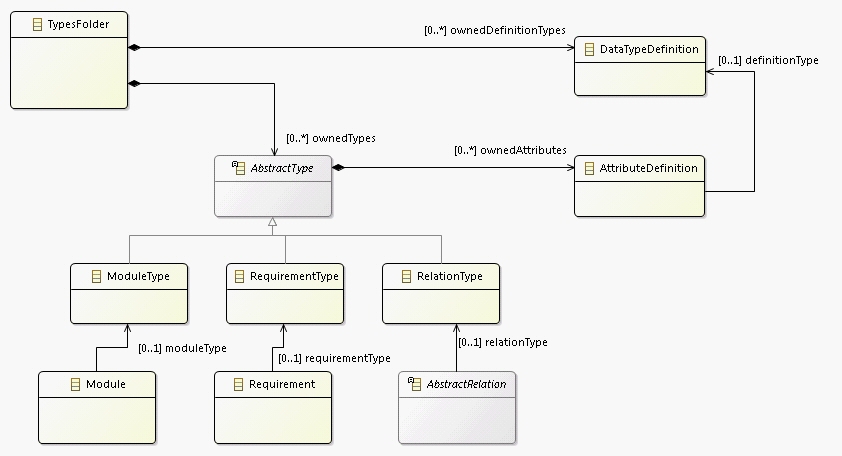 TypesFolder
[0..*] ownedDefinitionTypes
DataTypeDefinition
[0..1] definitionType
[0..*] ownedTypes
[0..*] ownedAttributes
AbstractType
AttributeDefinition
ModuleType
RequirementType
RelationType
[0..1] moduleType
[0..1] requirementType
[0..1] relationType
Module
Requirement
AbstractRelation